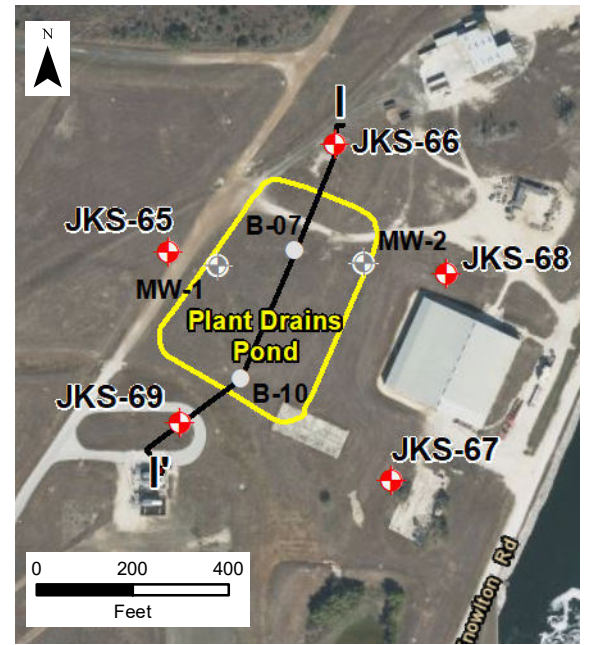 N
I
JKS-66
JKS-65
B-07
MW-2
JKS-68
MW-1
Plant Drains
Pond
B-10
JKS-69
JKS-67
I'
0 200 400
Feet
Knowlton Rd